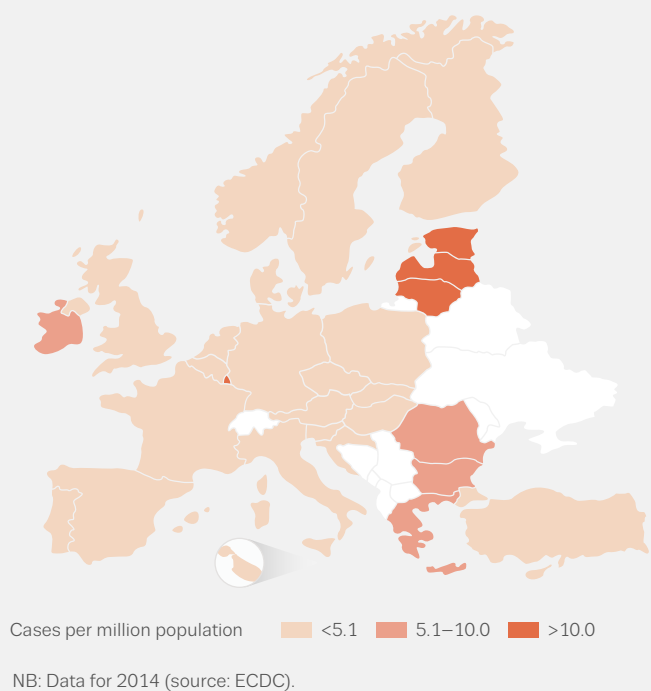 Cases per million population <5.1 5.1–10.0 >10.0
NB: Data for 2014 (source: ECDC).